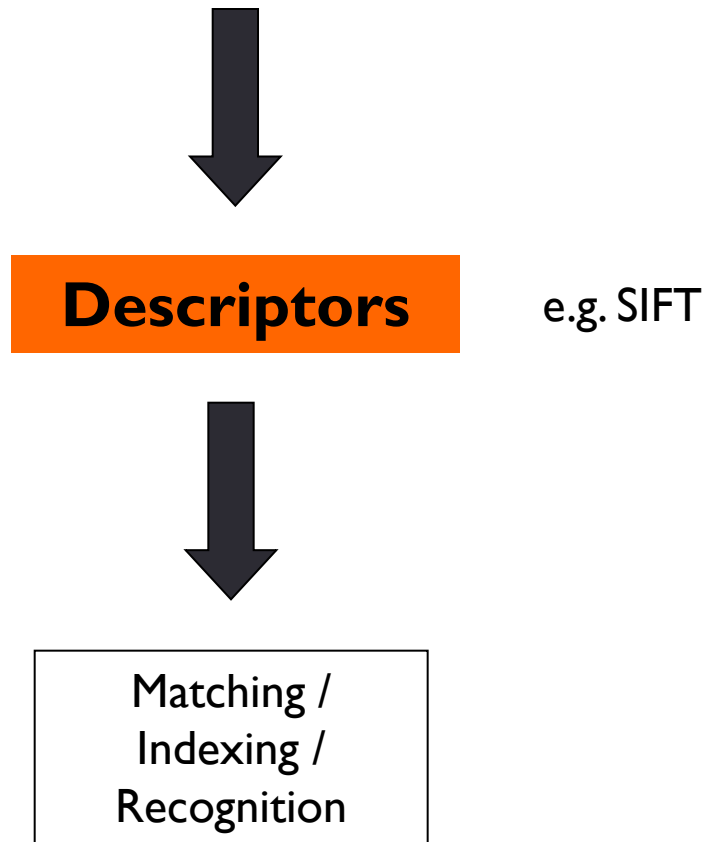 Descriptors
e.g. SIFT
Matching /
Indexing /
Recognition